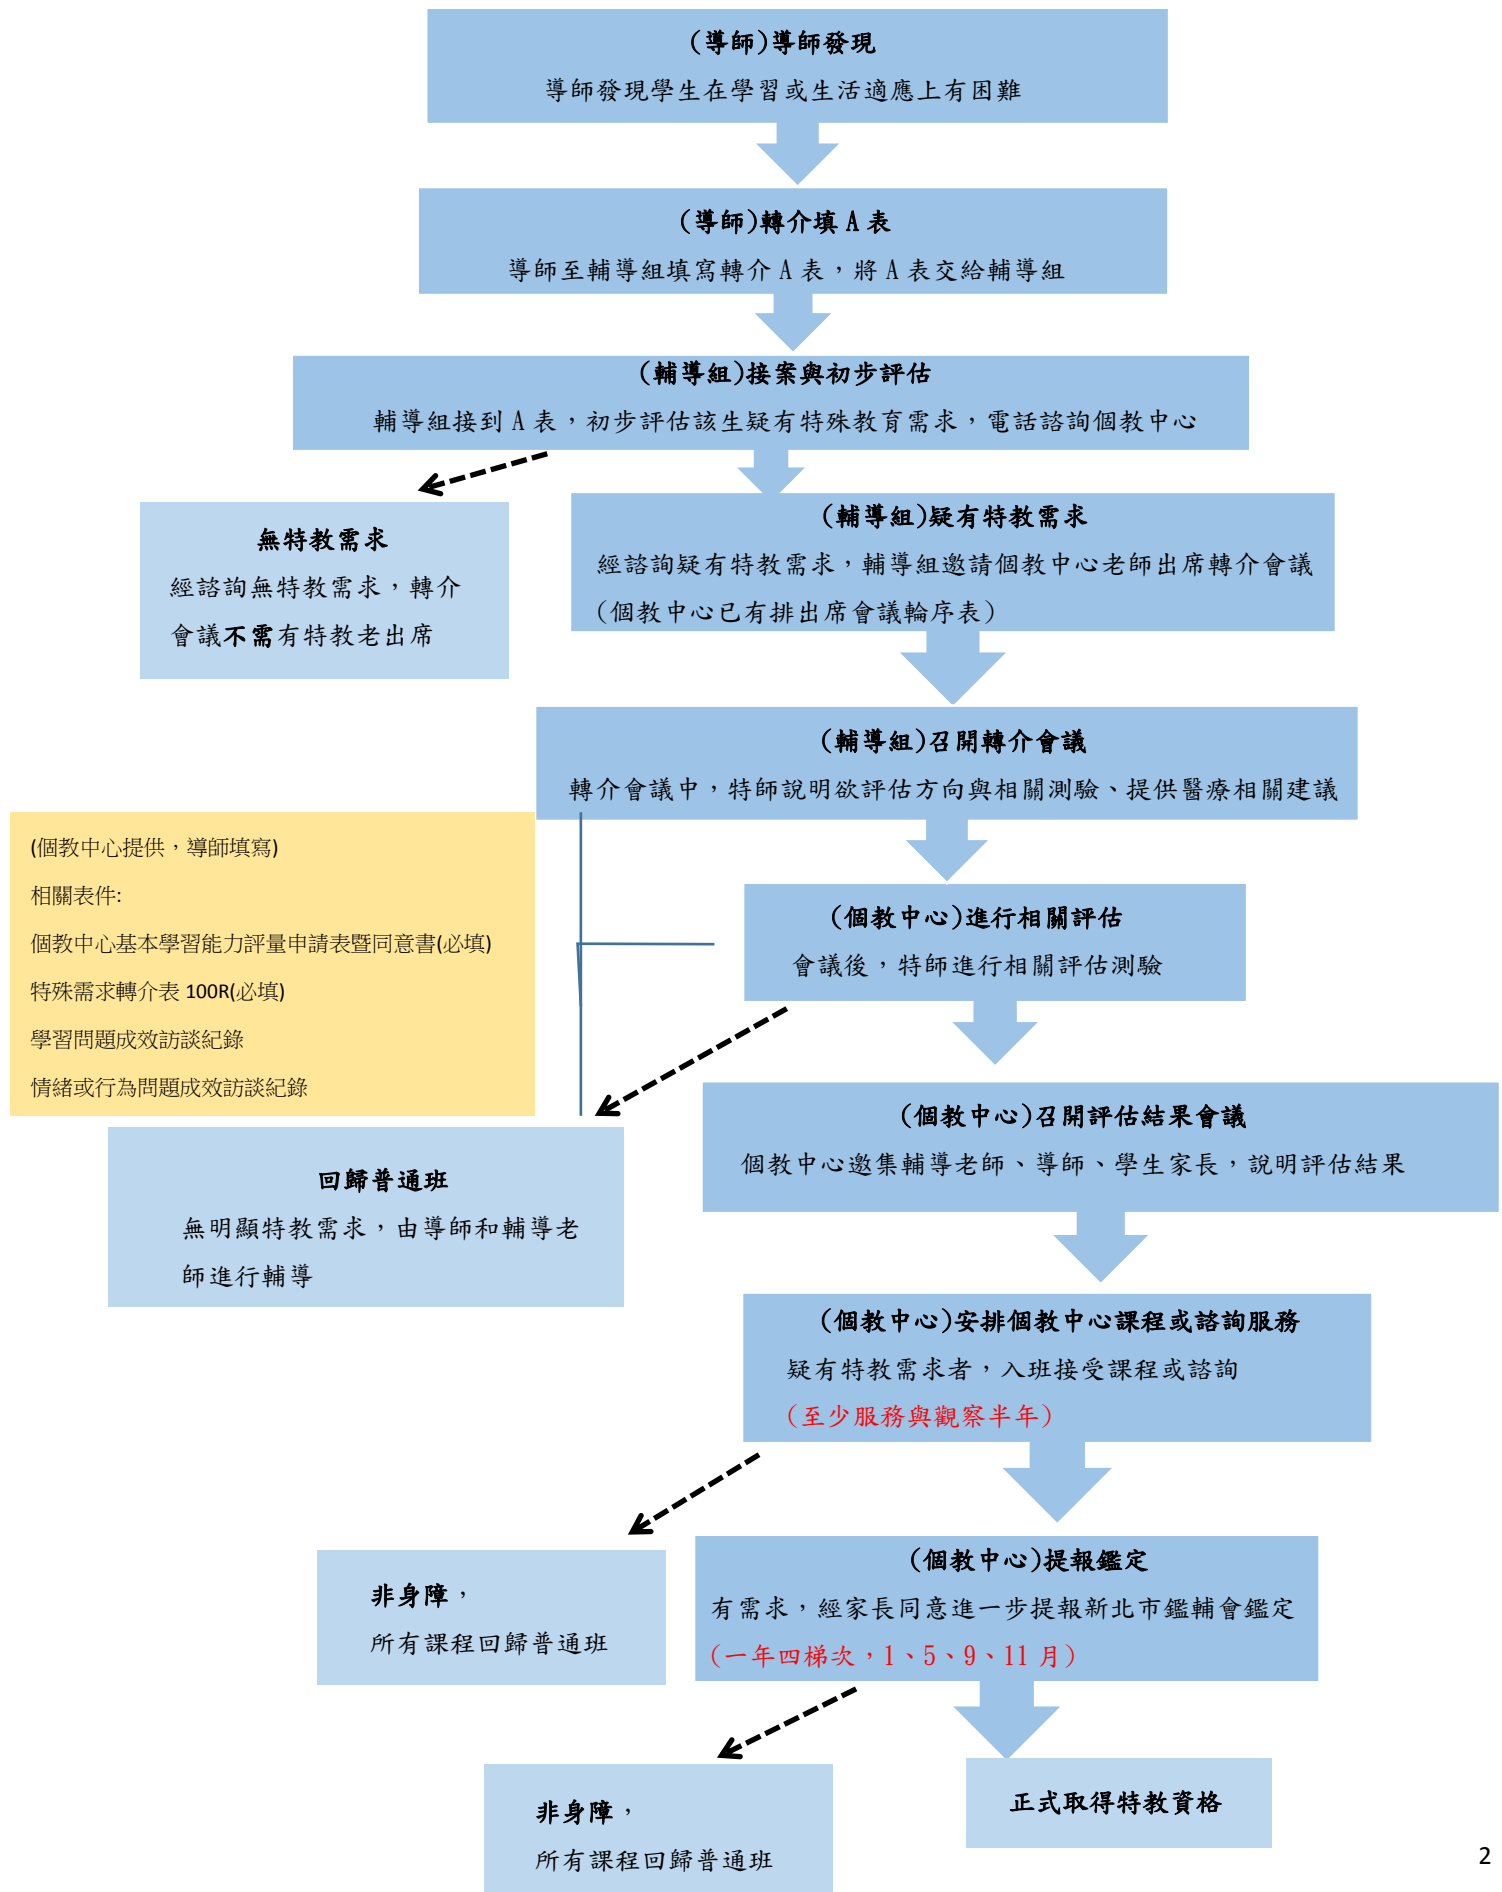 (導師)導師發現
導師發現學生在學習或生活適應上有困難
(導師)轉介填 A 表
導師至輔導組填寫轉介 A 表，將 A 表交給輔導組
(輔導組)接案與初步評估
輔導組接到 A 表，初步評估該生疑有特殊教育需求，電話諮詢個教中心
無特教需求
經諮詢無特教需求，轉介
會議不需有特教老出席
(輔導組)疑有特教需求
經諮詢疑有特教需求，輔導組邀請個教中心老師出席轉介會議
(個教中心已有排出席會議輪序表)
(輔導組)召開轉介會議
轉介會議中，特師說明欲評估方向與相關測驗、提供醫療相關建議
(個教中心提供，導師填寫)
相關表件:
個教中心基本學習能力評量申請表暨同意書(必填)
特殊需求轉介表 100R(必填)
學習問題成效訪談紀錄
情緒或行為問題成效訪談紀錄
(個教中心)進行相關評估
會議後，特師進行相關評估測驗
(個教中心)召開評估結果會議
個教中心邀集輔導老師、導師、學生家長，說明評估結果
回歸普通班
無明顯特教需求，由導師和輔導老
師進行輔導
(個教中心)安排個教中心課程或諮詢服務
疑有特教需求者，入班接受課程或諮詢
(至少服務與觀察半年)
(個教中心)提報鑑定
有需求，經家長同意進一步提報新北市鑑輔會鑑定
(一年四梯次，1、5、9、11 月)
非身障，
所有課程回歸普通班
正式取得特教資格
非身障，
所有課程回歸普通班
2